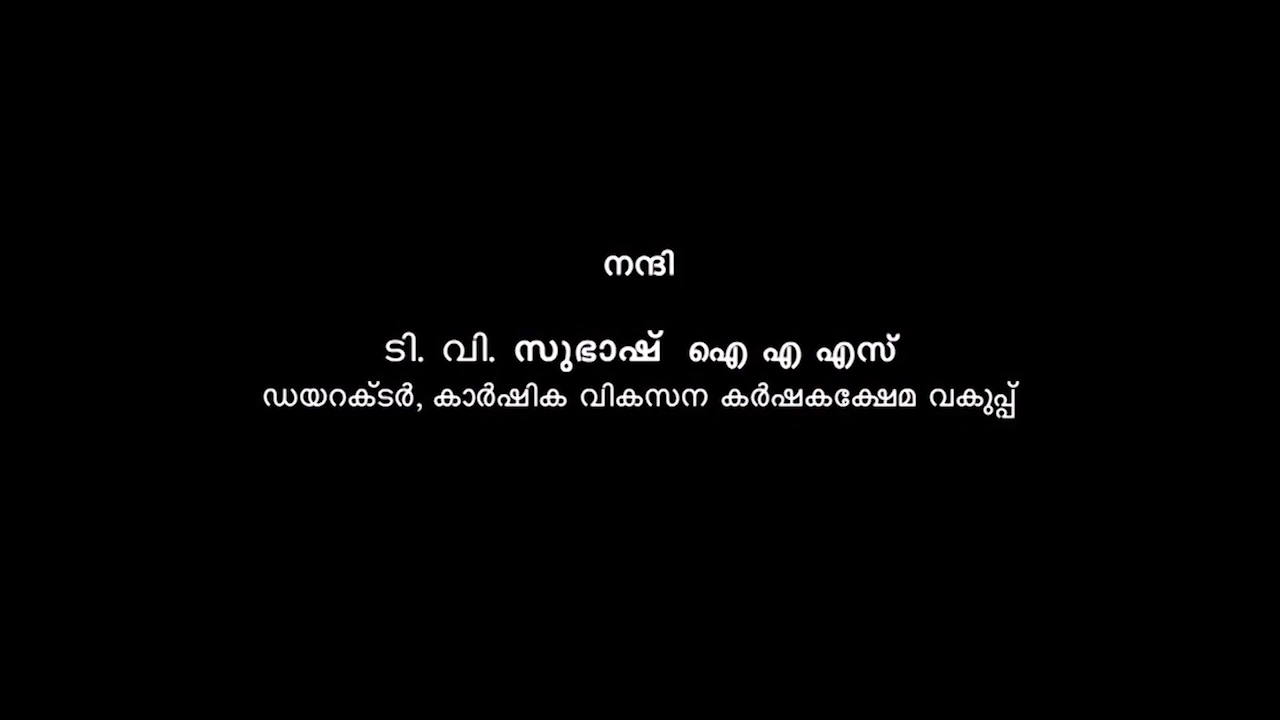 നന്ദി
ടി. വി. സുഭാഷ് ഐ എ എസ്
ഡയറക്ടർ, കാർഷിക വികസന കർഷകക്ഷേമ വകുപ്പ്